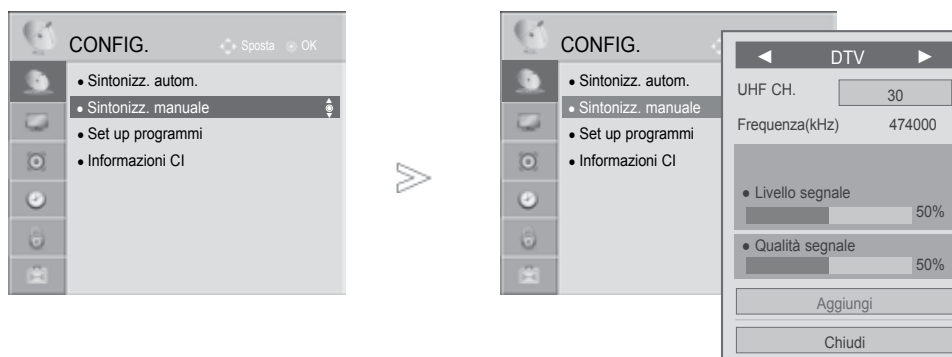 CONFIG.
Sposta OK
• Sintonizz. autom.
• Sintonizz. manuale
• Set up programmi
• Informazioni CI
CONFIG.
• Sintonizz. autom.
• Sintonizz. manuale
• Set up programmi
• Informazioni CI
◄ DTV ►
UHF CH. 30
Frequenza(kHz) 474000
• Livello segnale
50%
• Qualità segnale
50%
Aggiungi
Chiudi